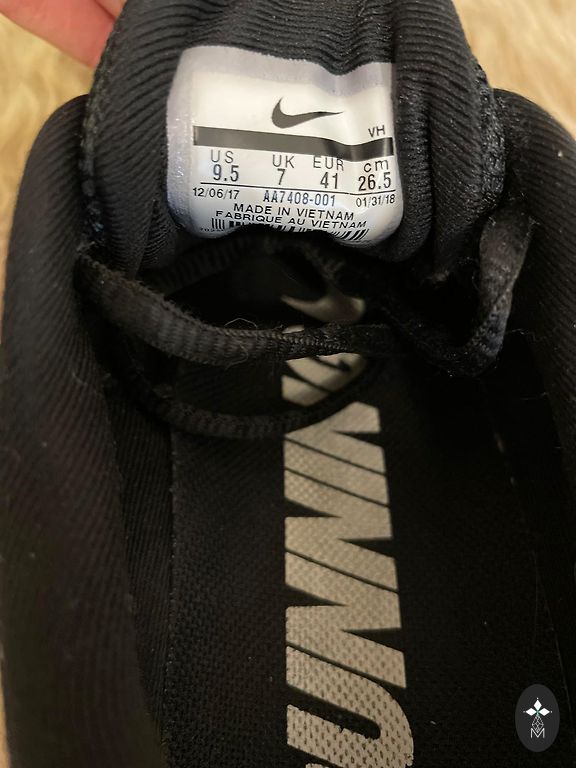 VH
US UK EUR cm
9.5 7 41 26.5
12/06/17 AA7408-001 01/31/18
MADE IN VIETNAM
FABRIQUE AU VIETNAM
M